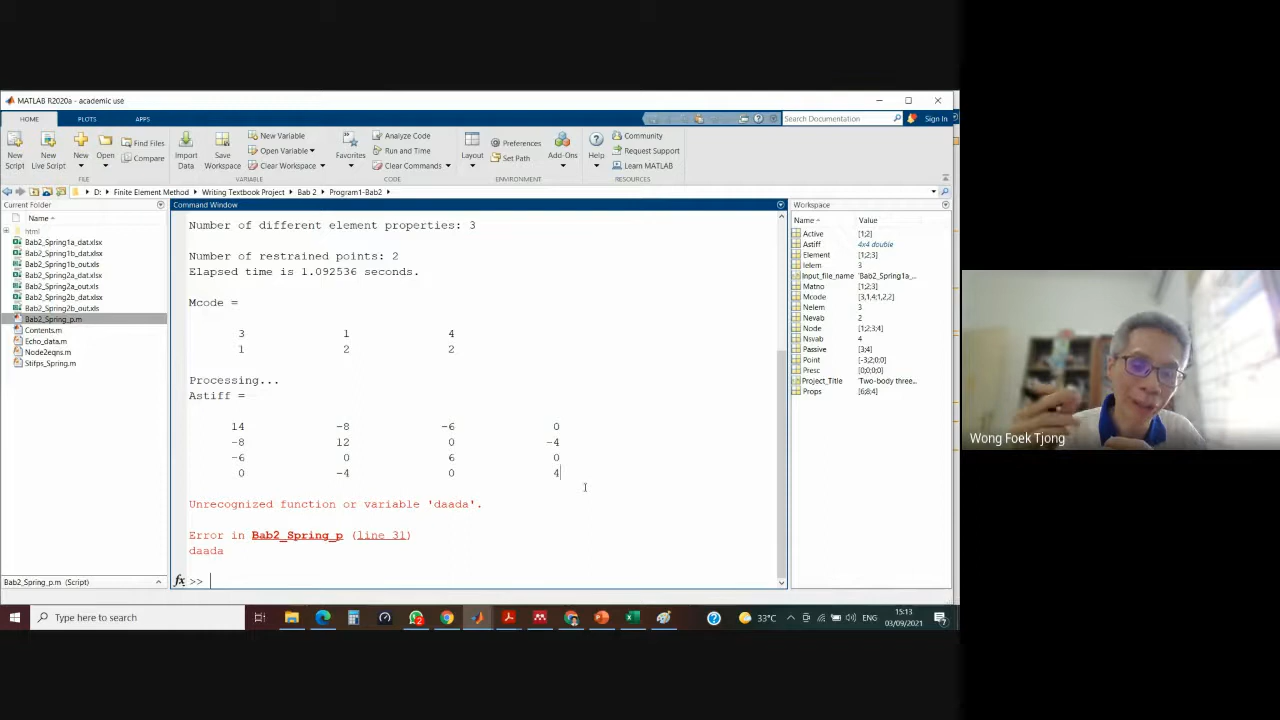 MATLAB R2020a - academic use
HOME PLOTS APPS
Search Documentation Sign In
New Script
New Live Script
New
Open
Find Files
Compare
Import Data
Save Workspace
New Variable
Open Variable
Clear Workspace
Favorites
Analyze Code
Run and Time
Clear Commands
Layout
Preferences
Set Path
Add-Ons
Help
Community
Request Support
Learn MATLAB
FILE VARIABLE CODE ENVIRONMENT RESOURCES
D: Finite Element Method Writing Textbook Project Bab 2 Program1-Bab2
Current Folder
Name
html
Bab2_Spring1a_dat.xlsx
Bab2_Spring1b_dat.xlsx
Bab2_Spring1b_out.xls
Bab2_Spring2a_dat.xlsx
Bab2_Spring2a_out.xls
Bab2_Spring2b_dat.xlsx
Bab2_Spring2b_out.xls
Bab2_Spring_p.m
Contents.m
Echo_data.m
Node2eqns.m
Stifps_Spring.m
Bab2_Spring_p.m (Script)
Command Window
Number of different element properties: 3
Number of restrained points: 2
Elapsed time is 1.092536 seconds.
Mcode =
3 1 4
1 2 2
Processing...
Astiff =
14 -8 -6 0
-8 12 0 -4
-6 0 6 0
0 -4 0 4
Unrecognized function or variable 'daada'.
Error in Bab2_Spring_p (line 31)
daada
fx >>
Workspace
Name Value
Active [1;2]
Astiff 4x4 double
Element [1;2;3]
Ielem 3
Input_file_name 'Bab2_Spring1a_...
Matno [1;2;3]
Mcode [3,1,4;1,2,2]
Nelem 3
Nevab 2
Node [1;2;3;4]
Nsvab 4
Passive [3;4]
Point [-3;2;0;0]
Presc [0;0;0;0]
Project_Title 'Two-body three...
Props [6;8;4]
Wong Foek Tjong
Type here to search
33°C ENG
15:13
03/09/2021